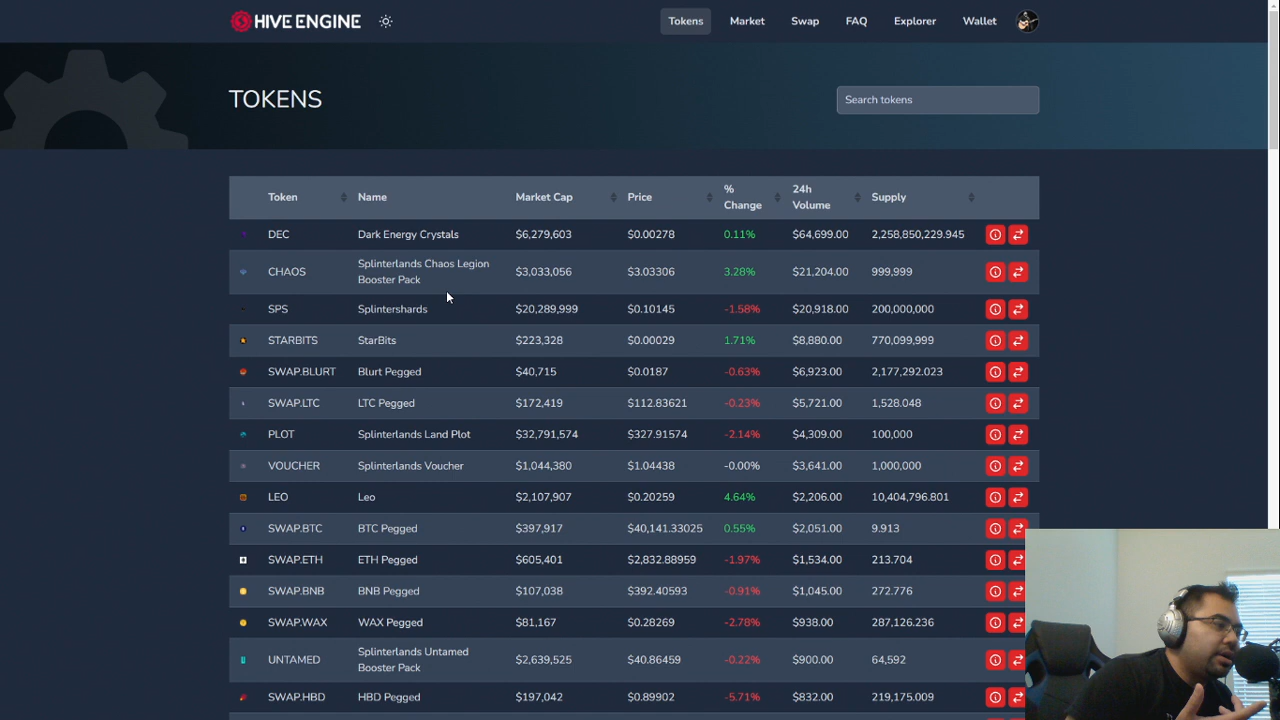 HIVE ENGINE Tokens Market Swap FAQ Explorer Wallet
TOKENS Search tokens
Token Name Market Cap Price % Change 24h Volume Supply
DEC Dark Energy Crystals $6,279,603 $0.00278 0.11% $64,699.00 2,258,850,229.945
CHAOS Splinterlands Chaos Legion Booster Pack $3,033,056 $3.03306 3.28% $21,204.00 999,999
SPS Splintershards $20,289,999 $0.10145 -1.58% $20,918.00 200,000,000
STARBITS StarBits $223,328 $0.00029 1.71% $8,880.00 770,099,999
SWAP.BLURT Blurt Pegged $40,715 $0.0187 -0.63% $6,923.00 2,177,292.023
SWAP.LTC LTC Pegged $172,419 $112.83621 -0.23% $5,721.00 1,528.048
PLOT Splinterlands Land Plot $32,791,574 $327.91574 -2.14% $4,309.00 100,000
VOUCHER Splinterlands Voucher $1,044,380 $1.04438 -0.00% $3,641.00 1,000,000
LEO Leo $2,107,907 $0.20259 4.64% $2,206.00 10,404,796.801
SWAP.BTC BTC Pegged $397,917 $40,141.33025 0.55% $2,051.00 9.913
SWAP.ETH ETH Pegged $605,401 $2,832.88959 -1.97% $1,534.00 213.704
SWAP.BNB BNB Pegged $392.40593 -0.91% $1,045.00 272.776
SWAP.WAX WAX Pegged $81,167 $0.28269 -2.78% $938.00 287,126.236
UNTAMED Splinterlands Untamed Booster Pack $2,639,525 $40.86459 -0.22% $900.00 64,592
SWAP.HBD HBD Pegged $197,042 $0.89902 -5.71% $832.00 219,175.009